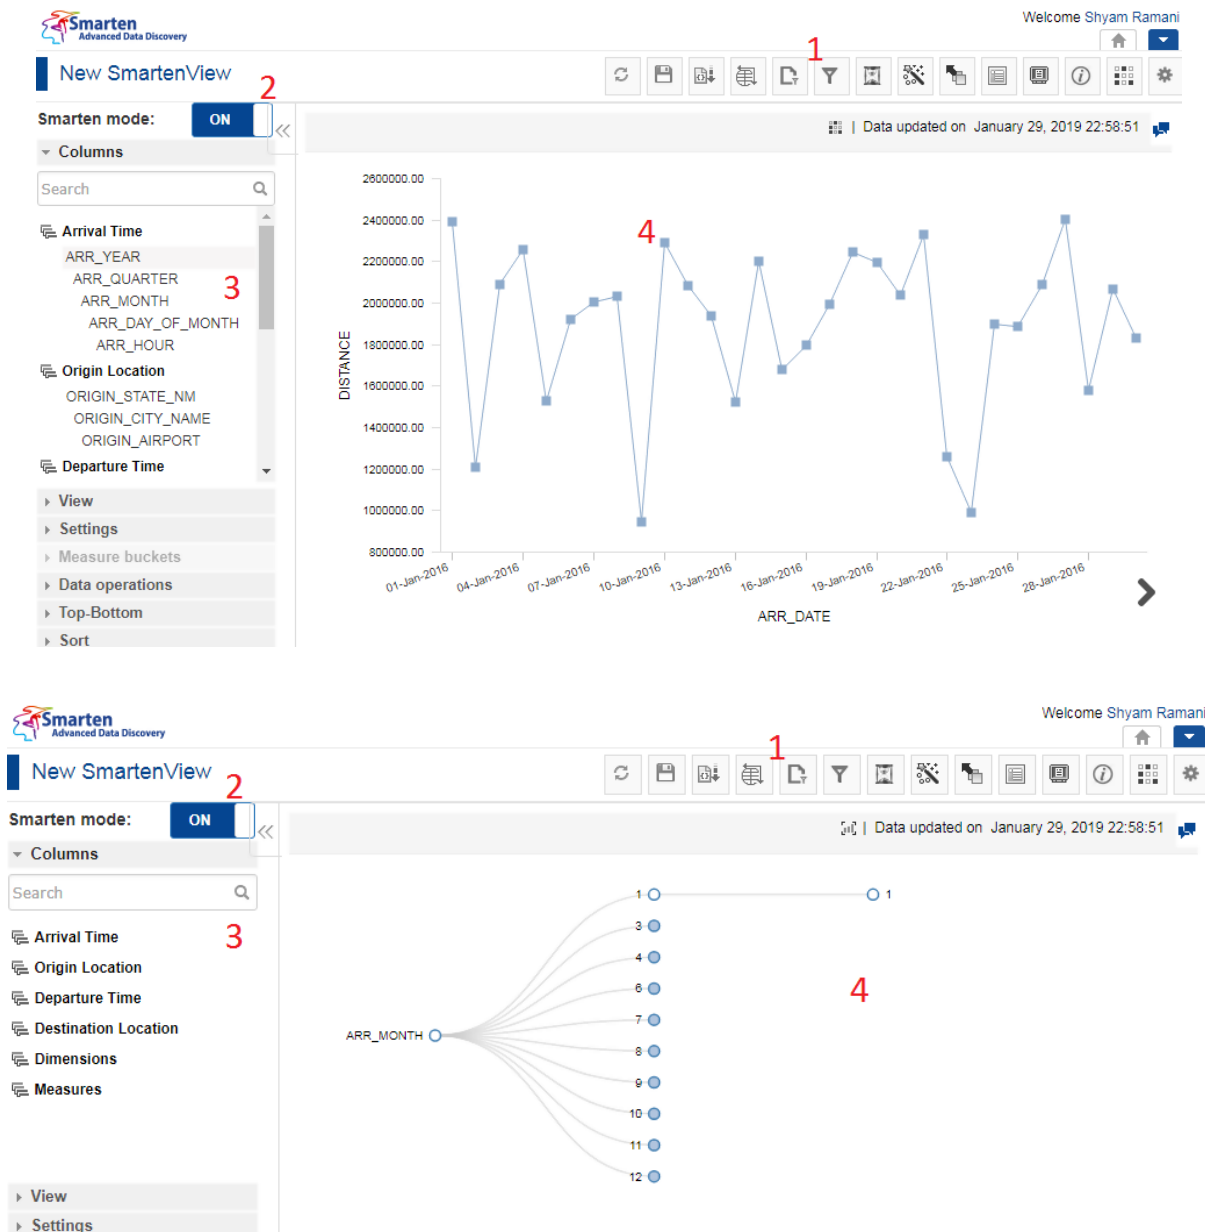 Smarten
Advanced Data Discovery
Welcome Shyam Ramani
New SmartenView
1
2
Smarten mode:
ON
Data updated on January 29, 2019 22:58:51
Columns
Search
Arrival Time
ARR_YEAR
ARR_QUARTER
3
ARR_MONTH
ARR_DAY_OF_MONTH
ARR_HOUR
Origin Location
ORIGIN_STATE_NM
ORIGIN_CITY_NAME
ORIGIN_AIRPORT
Departure Time
View
Settings
Measure buckets
Data operations
Top-Bottom
Sort
4
2600000.00
2400000.00
2200000.00
2000000.00
1800000.00
1600000.00
1400000.00
1200000.00
1000000.00
800000.00
DISTANCE
01-Jan-2016
04-Jan-2016
07-Jan-2016
10-Jan-2016
13-Jan-2016
16-Jan-2016
19-Jan-2016
22-Jan-2016
25-Jan-2016
28-Jan-2016
ARR_DATE
Smarten
Advanced Data Discovery
Welcome Shyam Ramani
New SmartenView
1
2
Smarten mode:
ON
Data updated on January 29, 2019 22:58:51
Columns
Search
3
Arrival Time
Origin Location
Departure Time
Destination Location
Dimensions
Measures
View
Settings
4
ARR_MONTH
1
1
3
4
6
7
8
9
10
11
12